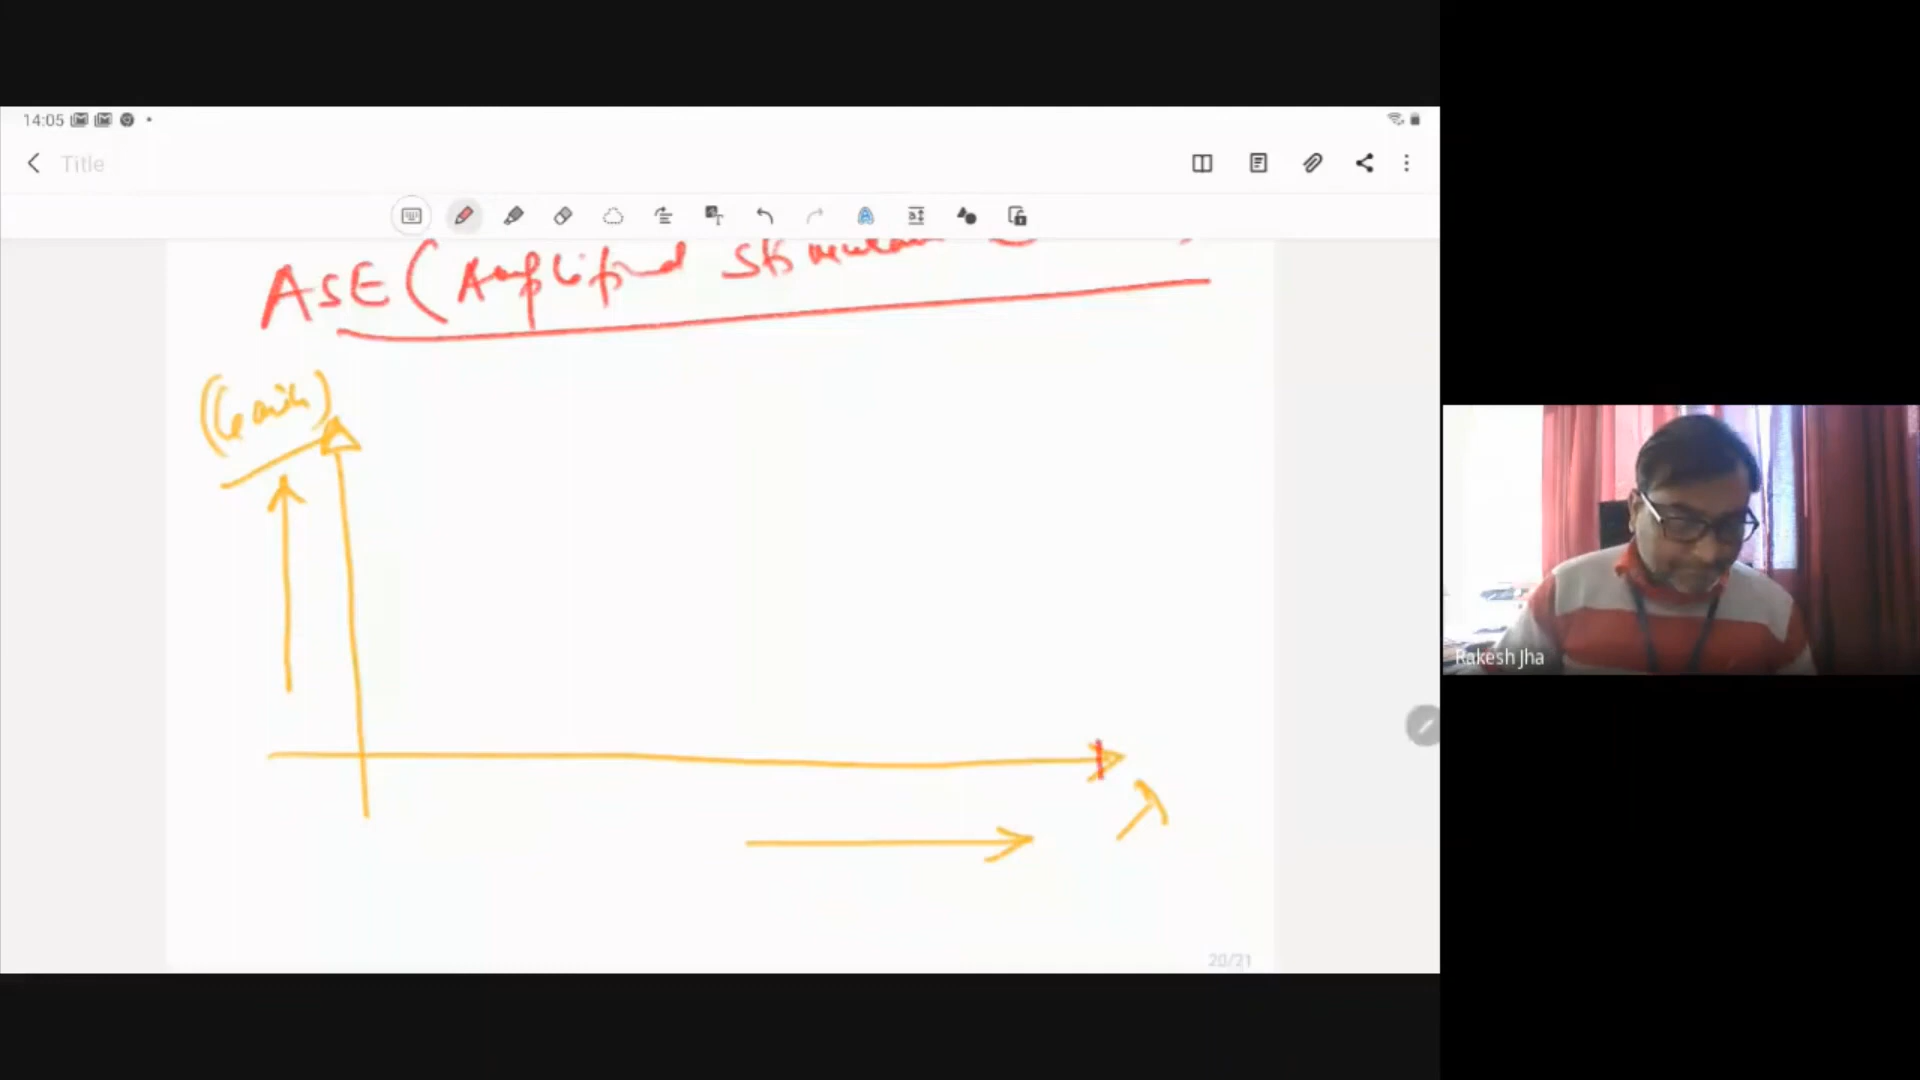 14:05
Title
ASE (Amplified
(Gain)
λ
20/21
Rakesh Jha